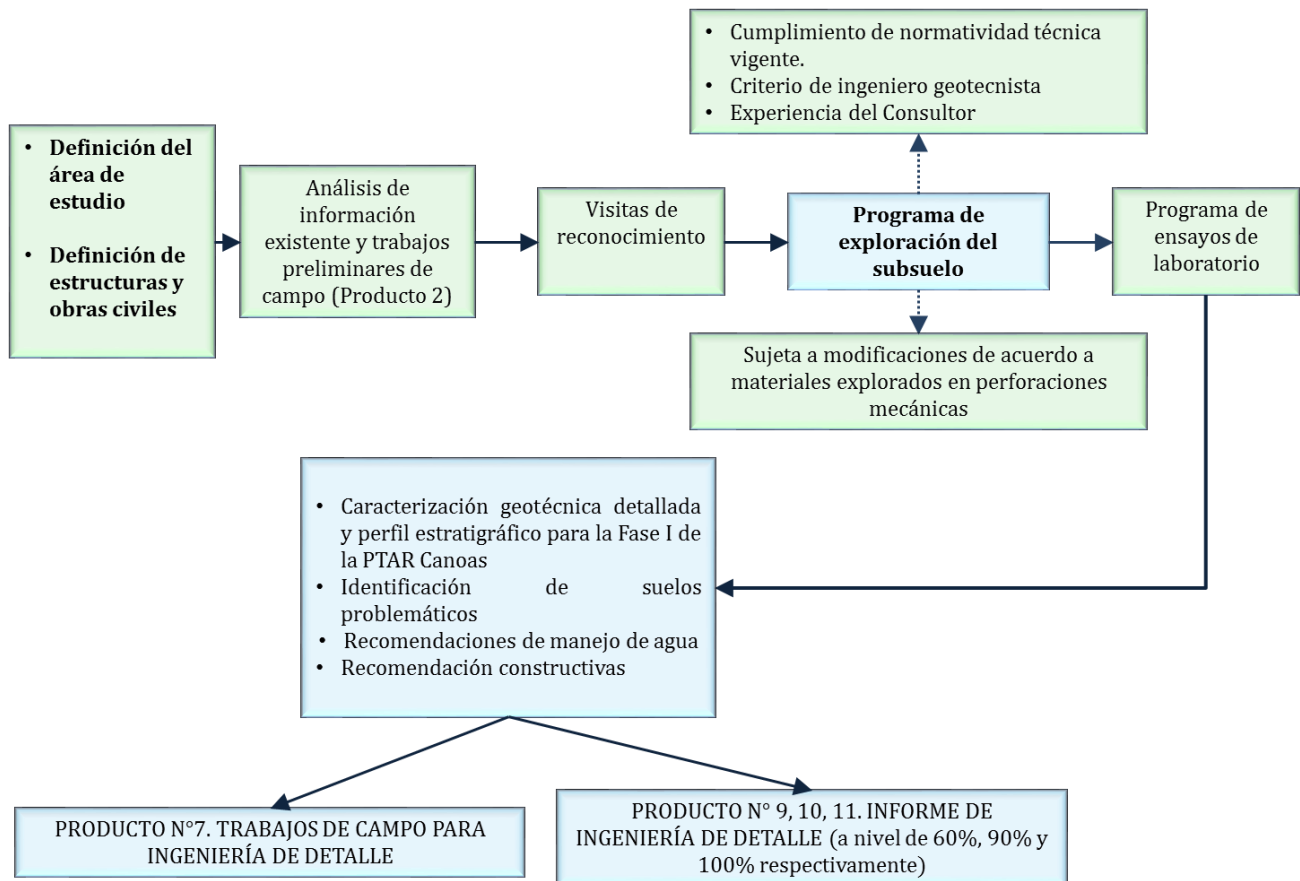 • Definición del
área de
estudio
• Definición de
estructuras y
obras civiles
Análisis de
información
existente y trabajos
preliminares de
campo (Producto 2)
Visitas de
reconocimiento
• Cumplimiento de normatividad técnica
vigente.
• Criterio de ingeniero geotecnista
• Experiencia del Consultor
Programa de
exploración del
subsuelo
Sujeta a modificaciones de acuerdo a
materiales explorados en perforaciones
mecánicas
Programa de
ensayos de
laboratorio
• Caracterización geotécnica detallada
y perfil estratigráfico para la Fase I de
la PTAR Canoas
• Identificación de suelos
problemáticos
• Recomendaciones de manejo de agua
• Recomendación constructivas
PRODUCTO N°7. TRABAJOS DE CAMPO PARA
INGENIERÍA DE DETALLE
PRODUCTO N° 9, 10, 11. INFORME DE
INGENIERÍA DE DETALLE (a nivel de 60%, 90% y
100% respectivamente)